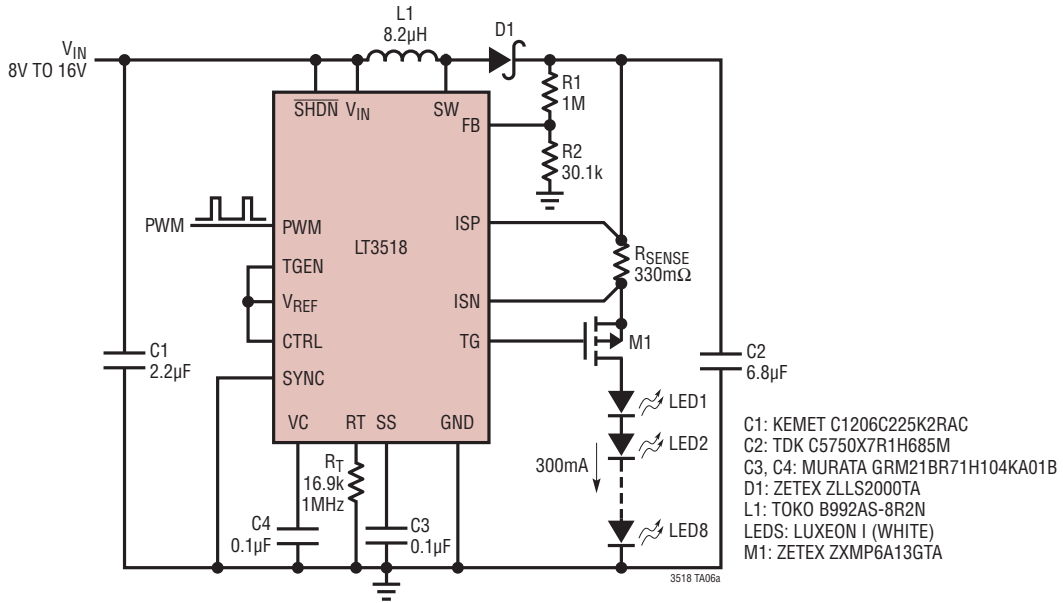 L1
8.2µH
D1
VIN
8V TO 16V
R1
1M
SHDN VIN
SW
FB
R2
30.1k
PWM
PWM
ISP
LT3518
RSENSE
330mΩ
TGEN
VREF
ISN
CTRL
TG
M1
C1
2.2µF
C2
6.8µF
SYNC
LED1
VC
RT SS
GND
LED2
RT
16.9k
1MHz
300mA
C4
0.1µF
C3
0.1µF
LED8
3518 TA06a
C1: KEMET C1206C225K2RAC
C2: TDK C5750X7R1H685M
C3, C4: MURATA GRM21BR71H104KA01B
D1: ZETEX ZLLS2000TA
L1: TOKO B992AS-8R2N
LEDS: LUXEON I (WHITE)
M1: ZETEX ZXMP6A13GTA